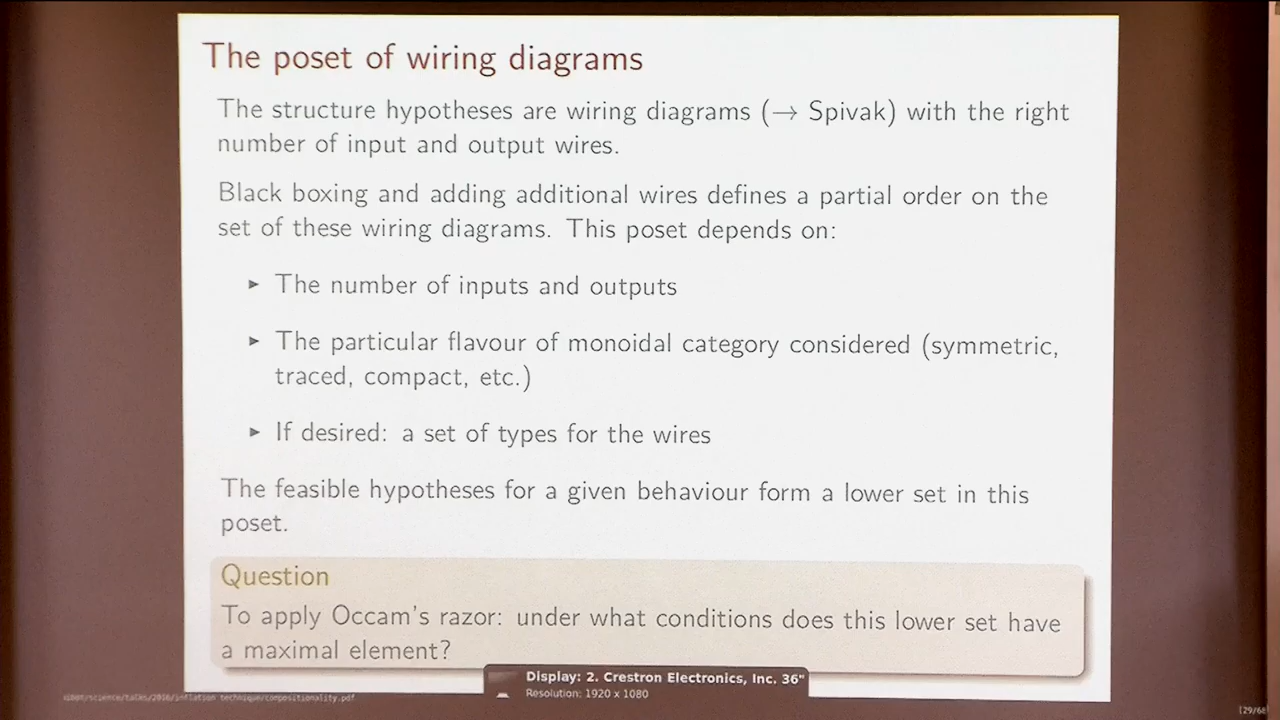 The poset of wiring diagrams
The structure hypotheses are wiring diagrams (→ Spivak) with the right
number of input and output wires.
Black boxing and adding additional wires defines a partial order on the
set of these wiring diagrams. This poset depends on:
► The number of inputs and outputs
► The particular flavour of monoidal category considered (symmetric,
traced, compact, etc.)
► If desired: a set of types for the wires
The feasible hypotheses for a given behaviour form a lower set in this
poset.
Question
To apply Occam's razor: under what conditions does this lower set have
a maximal element?
Display: 2. Crestron Electronics, Inc. 36"
Resolution: 1920 x 1080
technique/compositionality.pdf